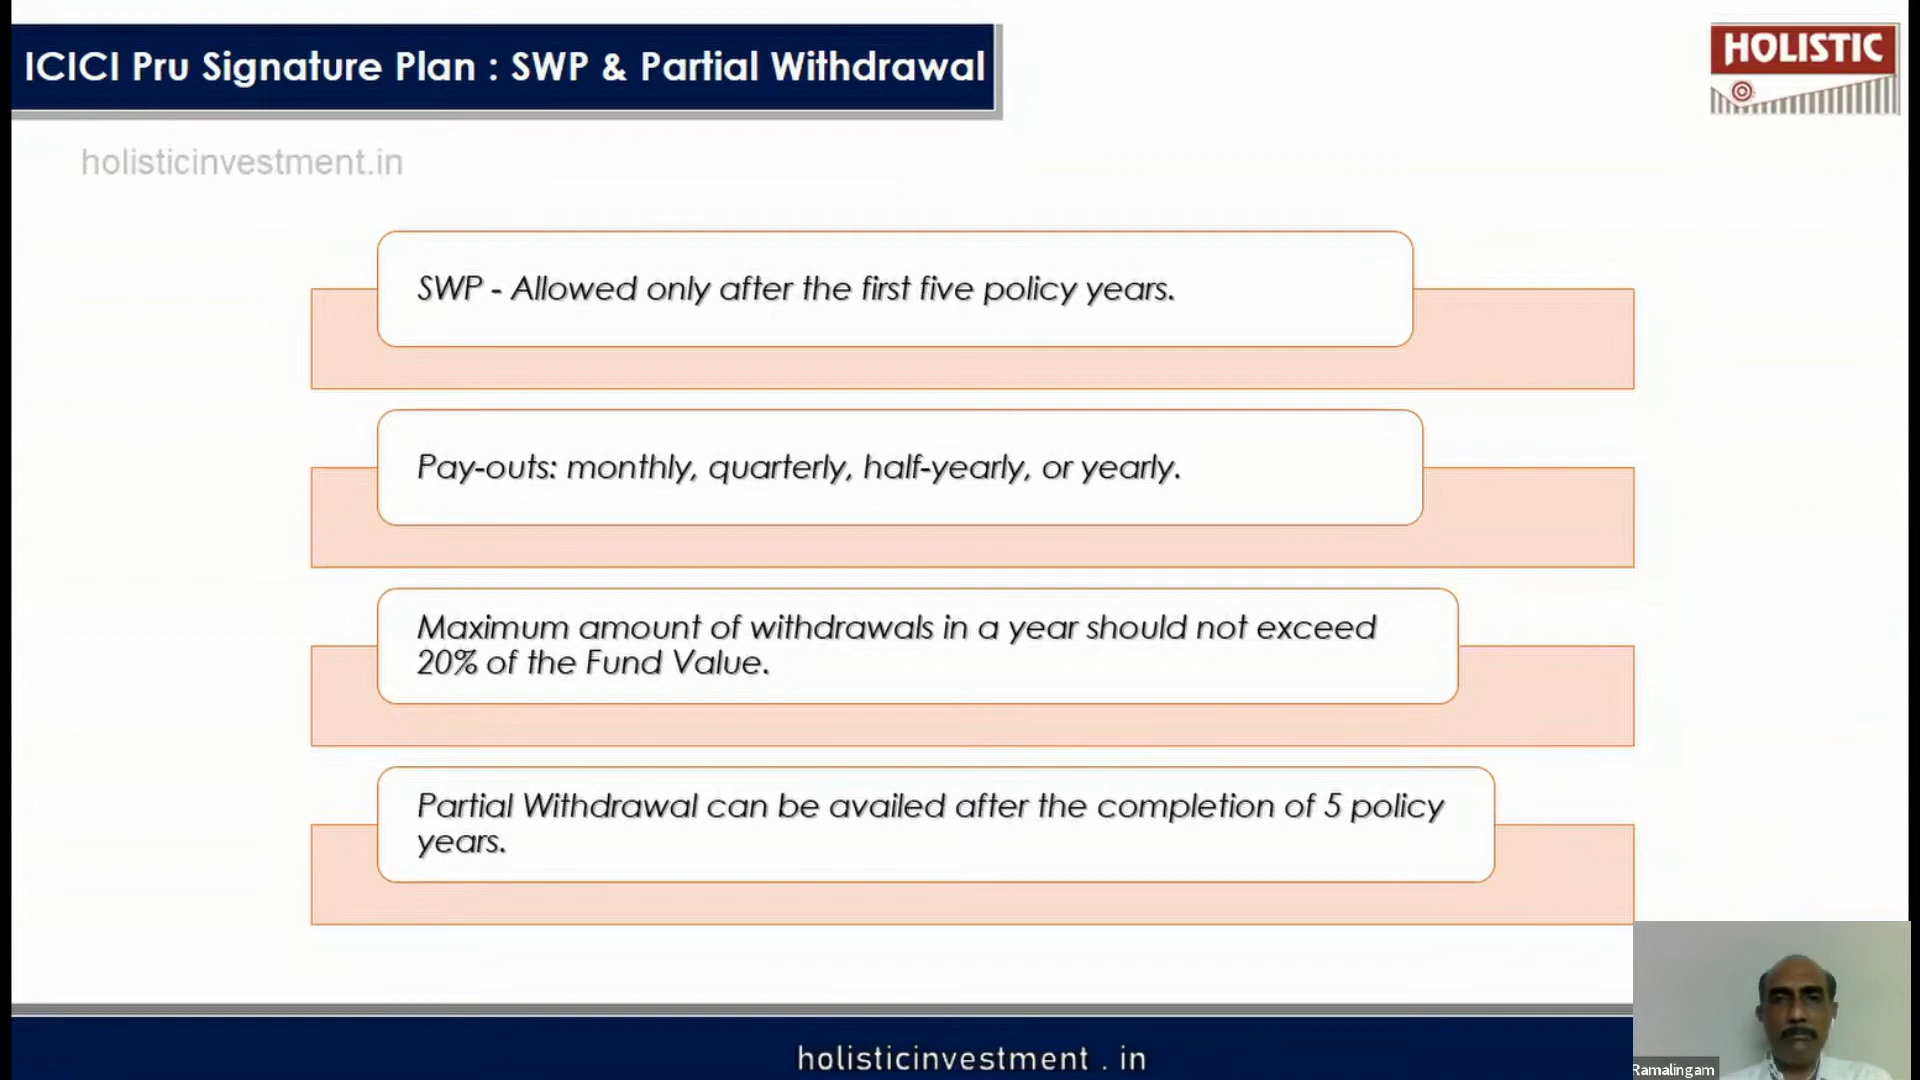 ICICI Pru Signature Plan : SWP & Partial Withdrawal
HOLISTIC
holisticinvestment.in
SWP - Allowed only after the first five policy years.
Pay-outs: monthly, quarterly, half-yearly, or yearly.
Maximum amount of withdrawals in a year should not exceed
20% of the Fund Value.
Partial Withdrawal can be availed after the completion of 5 policy
years.
holisticinvestment . in
Ramalingam